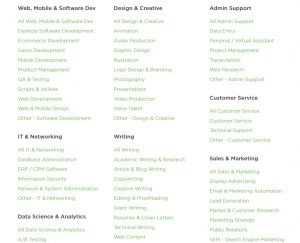 Web, Mobile & Software Dev
All Web, Mobile & Software Dev
Desktop Software Development
Ecommerce Development
Game Development
Mobile Development
Product Management
QA & Testing
Scripts & Utilities
Web Development
Web & Mobile Design
Other - Software Development
IT & Networking
All IT & Networking
Database Administration
ERP / CRM Software
Information Security
Network & System Administration
Other - IT & Networking
Data Science & Analytics
All Data Science & Analytics
A/B Testing
Design & Creative
All Design & Creative
Animation
Audio Production
Graphic Design
Illustration
Logo Design & Branding
Photography
Presentations
Video Production
Voice Talent
Other - Design & Creative
Writing
All Writing
Academic Writing & Research
Article & Blog Writing
Copywriting
Creative Writing
Editing & Proofreading
Grant Writing
Resumes & Cover Letters
Technical Writing
Web Content
Admin Support
All Admin Support
Data Entry
Personal / Virtual Assistant
Project Management
Transcription
Web Research
Other - Admin Support
Customer Service
All Customer Service
Customer Service
Technical Support
Other - Customer Service
Sales & Marketing
All Sales & Marketing
Display Advertising
Email & Marketing Automation
Lead Generation
Market & Customer Research
Marketing Strategy
Public Relations
SEM - Search Engine Marketing